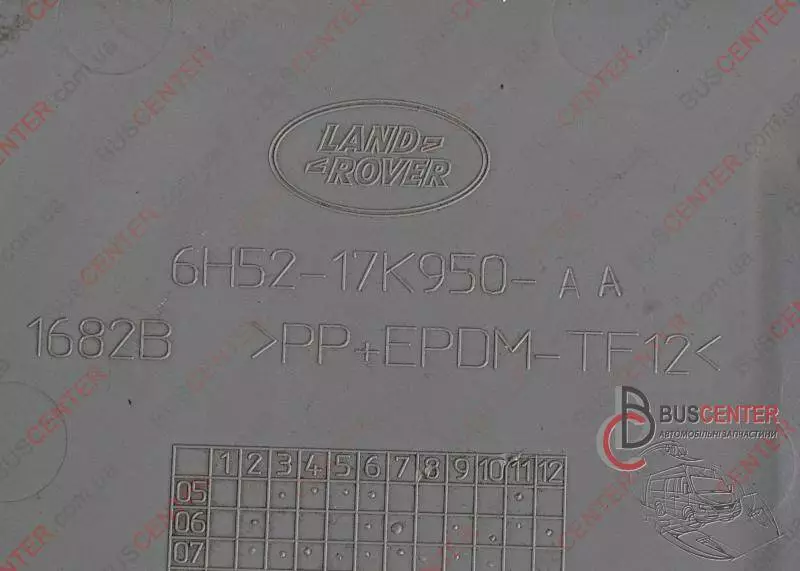 LAND
ROVER
6H52-17K950-AA
1682B >PP+EPDM-TF12<
BUSCENTER
АВТОМОБІЛЬНІ ЗАПЧАСТИНИ
1 2 3 4 5 6 7 8 9 10 11 12
05
06
07